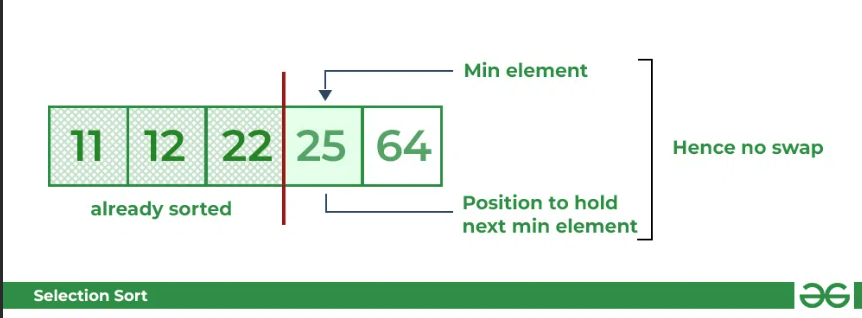 Min element
11 12 22 25 64
Hence no swap
already sorted
Position to hold
next min element
Selection Sort